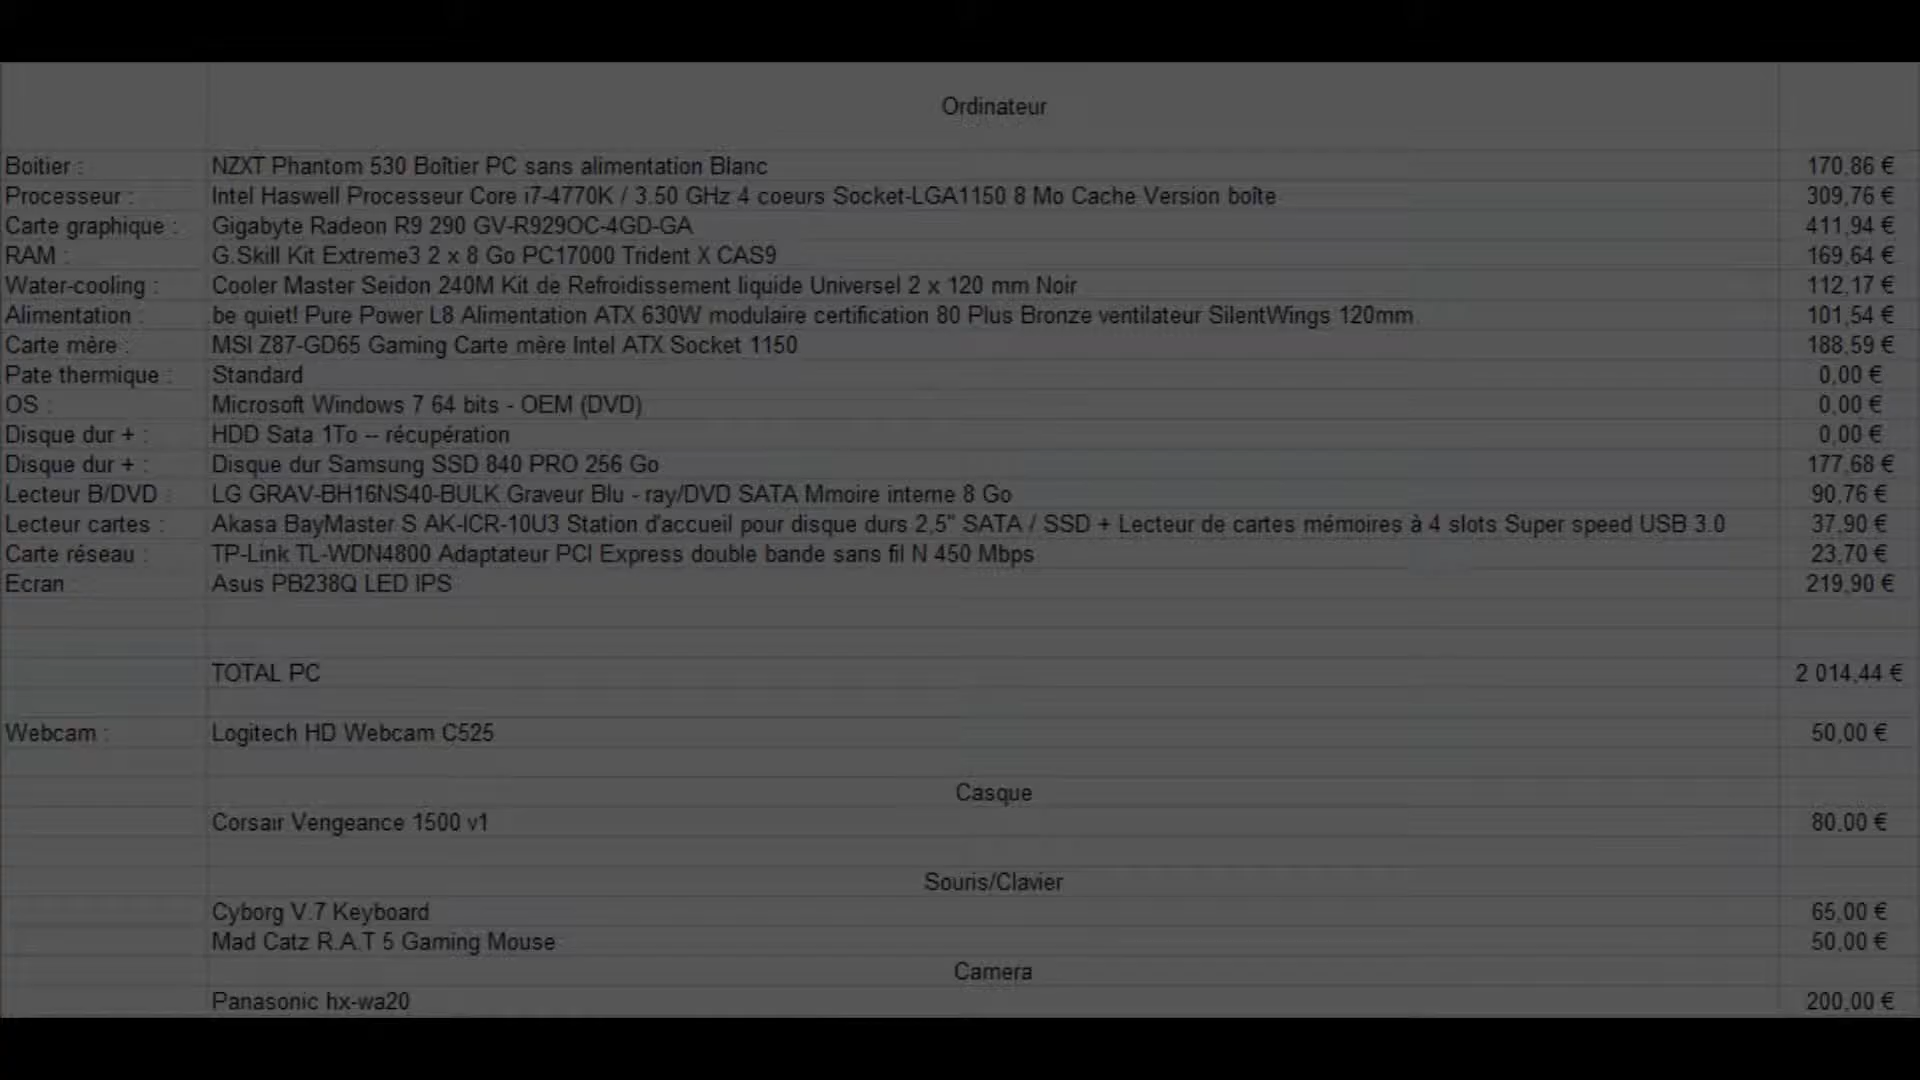 Ordinateur
Boitier : NZXT Phantom 530 Boîtier PC sans alimentation Blanc 170,86 €
Processeur : Intel Haswell Processeur Core i7-4770K / 3.50 GHz 4 coeurs Socket-LGA1150 8 Mo Cache Version boîte 309,76 €
Carte graphique : Gigabyte Radeon R9 290 GV-R929OC-4GD-GA 411,94 €
RAM : G.Skill Kit Extreme3 2 x 8 Go PC17000 Trident X CAS9 169,64 €
Water-cooling : Cooler Master Seidon 240M Kit de Refroidissement liquide Universel 2 x 120 mm Noir 112,17 €
Alimentation : be quiet! Pure Power L8 Alimentation ATX 630W modulaire certification 80 Plus Bronze ventilateur SilentWings 120mm 101,54 €
Carte mère : MSI Z87-GD65 Gaming Carte mère Intel ATX Socket 1150 188,59 €
Pate thermique : Standard 0,00 €
OS : Microsoft Windows 7 64 bits - OEM (DVD) 0,00 €
Disque dur + : HDD Sata 1To -- récupération 0,00 €
Disque dur + : Disque dur Samsung SSD 840 PRO 256 Go 177,68 €
Lecteur B/DVD : LG GRAV-BH16NS40-BULK Graveur Blu - ray/DVD SATA Mmoire interne 8 Go 90,76 €
Lecteur cartes : Akasa BayMaster S AK-ICR-10U3 Station d'accueil pour disque durs 2,5" SATA / SSD + Lecteur de cartes mémoires à 4 slots Super speed USB 3.0 37,90 €
Carte réseau : TP-Link TL-WDN4800 Adaptateur PCI Express double bande sans fil N 450 Mbps 23,70 €
Ecran Asus PB238Q LED IPS 219,90 €
TOTAL PC 2 014,44 €
Webcam : Logitech HD Webcam C525 50,00 €
Casque
Corsair Vengeance 1500 v1 80,00 €
Souris/Clavier
Cyborg V.7 Keyboard 65,00 €
Mad Catz R.A.T 5 Gaming Mouse 50,00 €
Camera
Panasonic hx-wa20 200,00 €